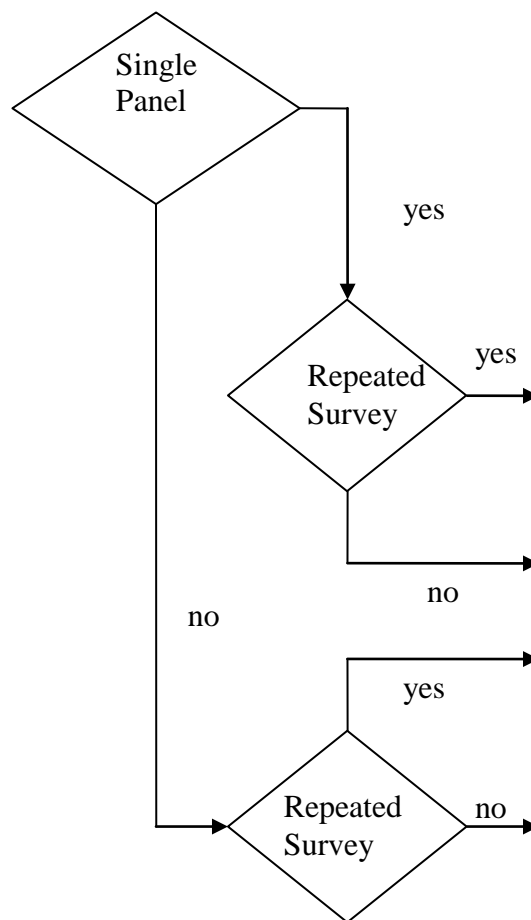 Single
Panel
yes
yes
Repeated
Survey
no
no
yes
Repeated
Survey
no